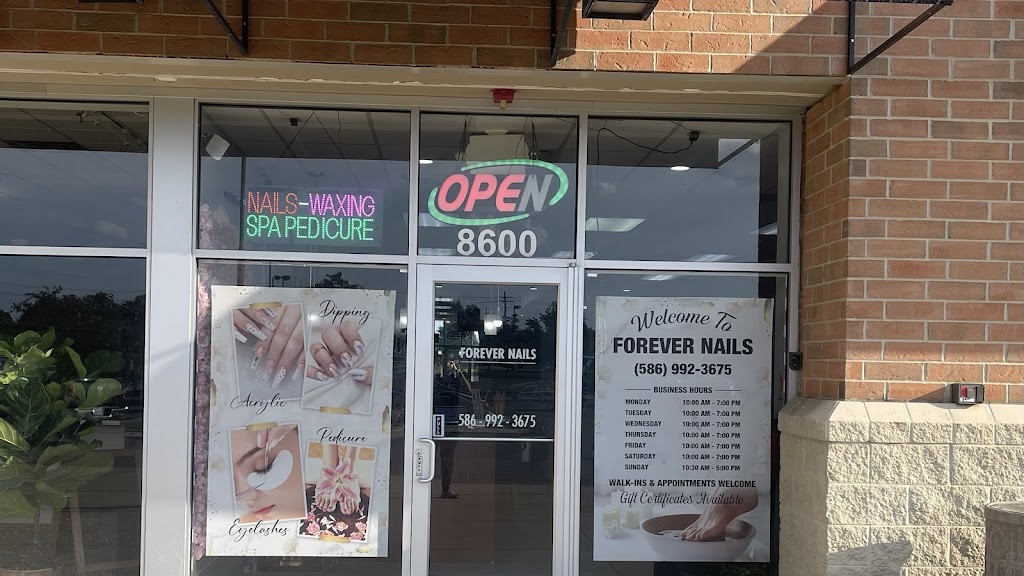 NAILS-WAXING
SPA PEDICURE
OPEN
8600
Dipping
Acrylic
Pedicure
Eyelashes
FOREVER NAILS
586 - 992 - 3675
Welcome To
FOREVER NAILS
(586) 992-3675
BUSINESS HOURS
MONDAY 10:00 AM - 7:00 PM
TUESDAY 10:00 AM - 7:00 PM
WEDNESDAY 10:00 AM - 7:00 PM
THURSDAY 10:00 AM - 7:00 PM
FRIDAY 10:00 AM - 7:00 PM
SATURDAY 10:00 AM - 7:00 PM
SUNDAY 10:30 AM - 5:00 PM
WALK-INS & APPOINTMENTS WELCOME
Gift Certificates Available